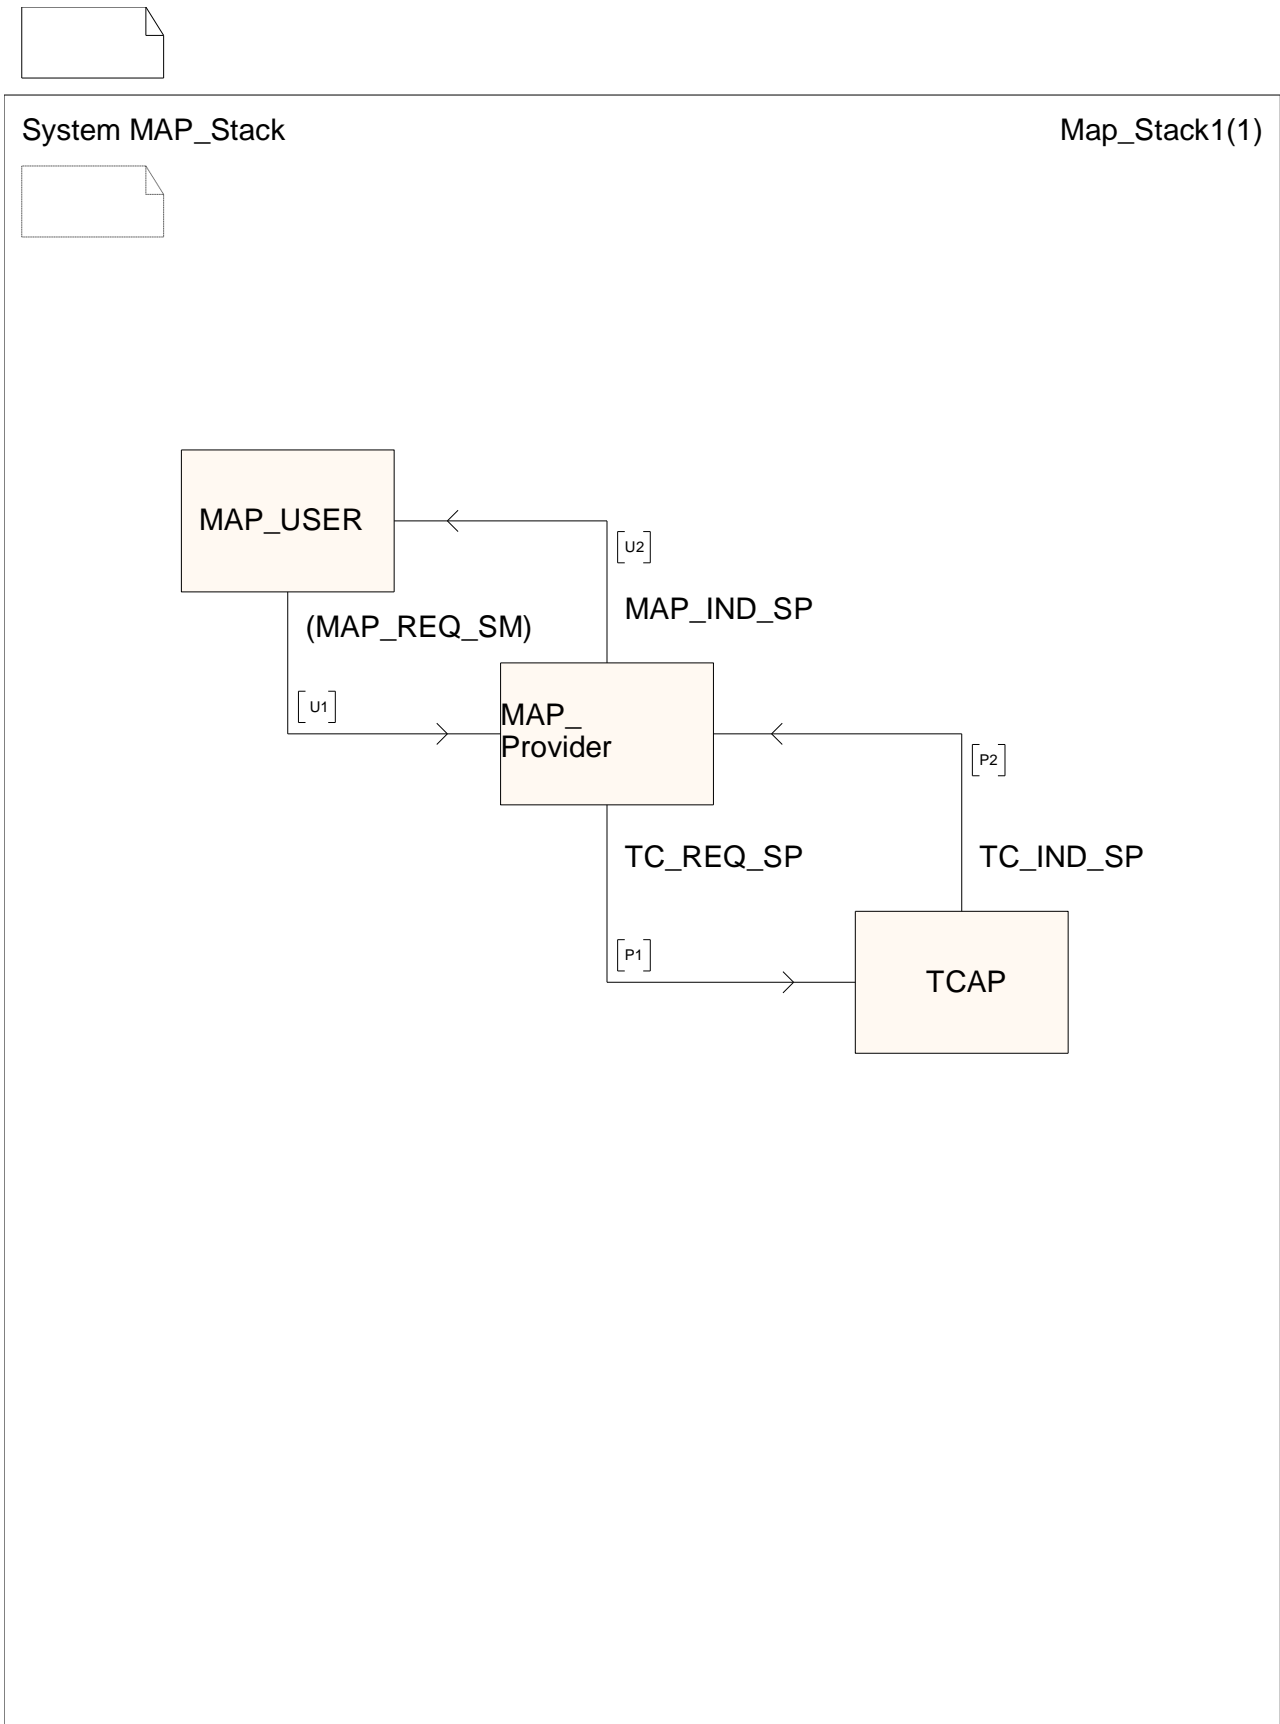 System MAP_Stack
Map_Stack1(1)
MAP_USER
[U2]
MAP_IND_SP
(MAP_REQ_SM)
[U1]
MAP_
Provider
[P2]
TC_REQ_SP
TC_IND_SP
[P1]
TCAP